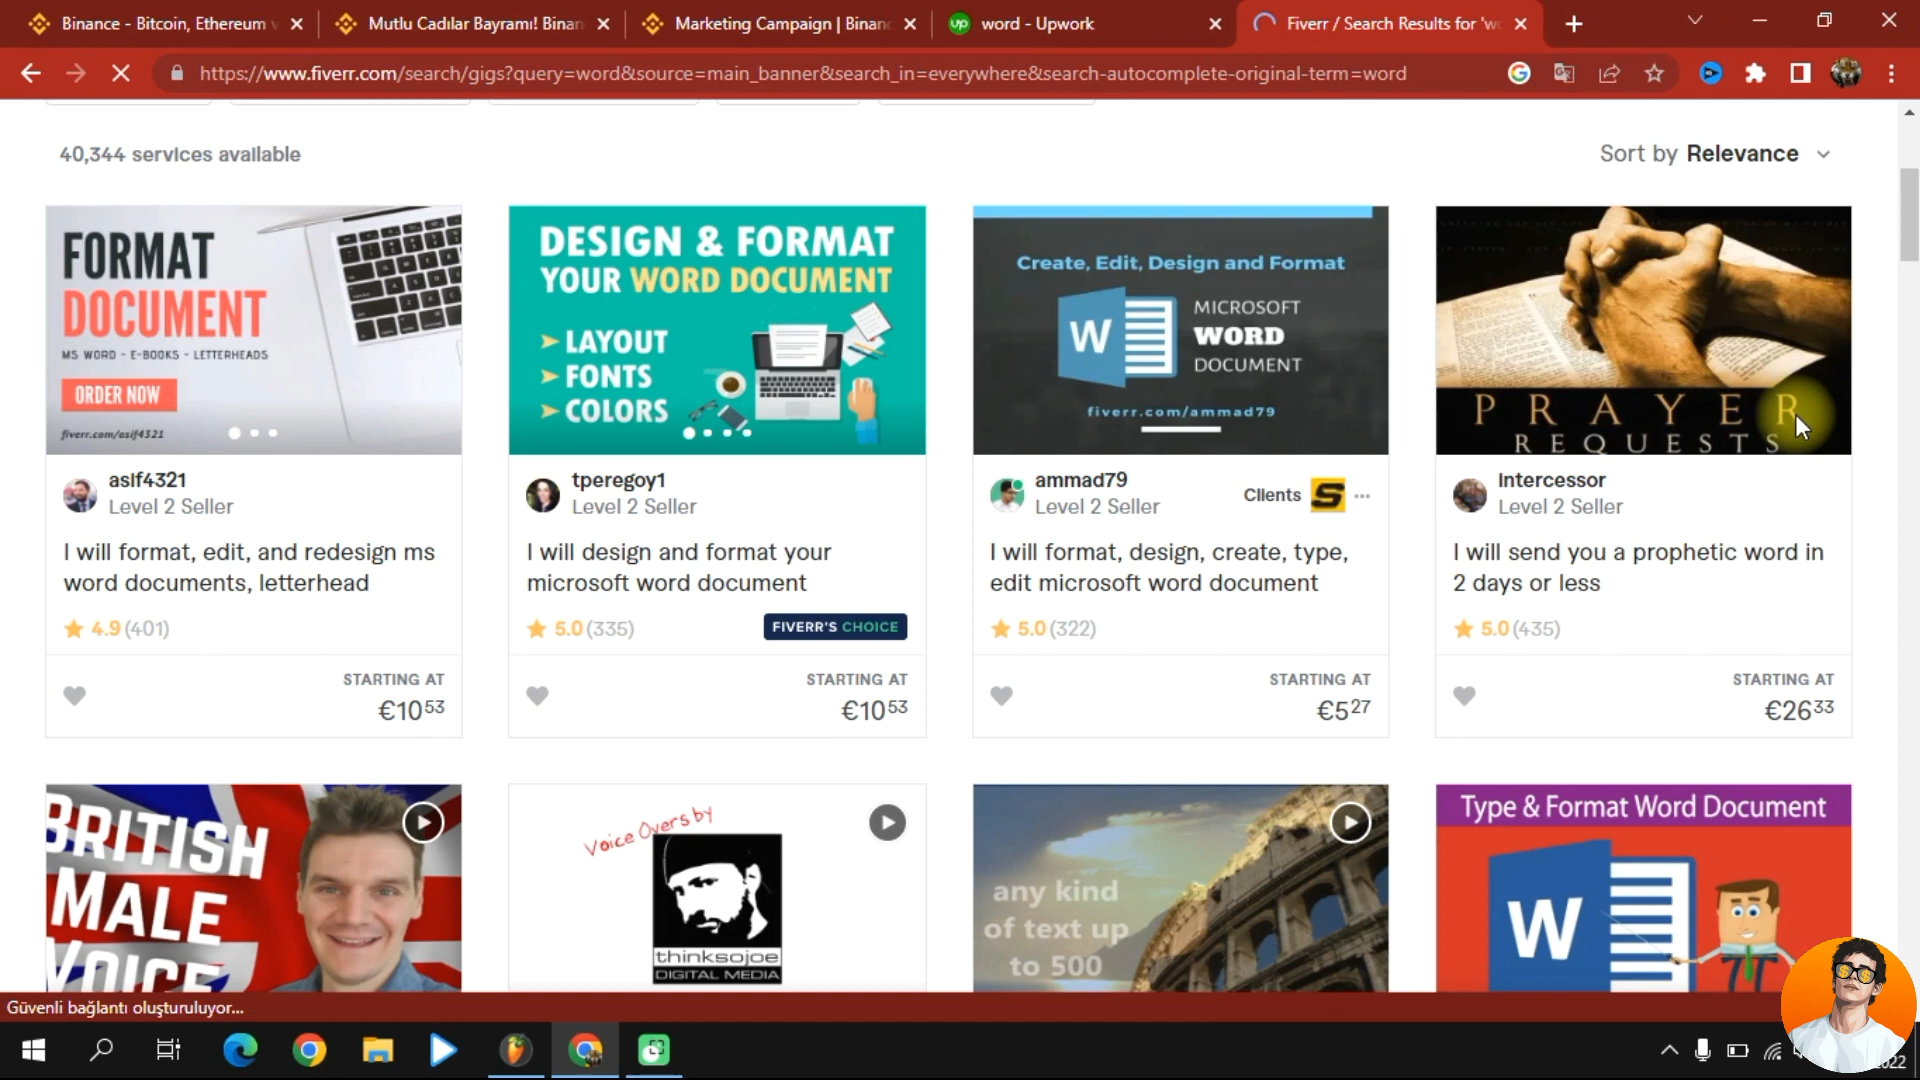 Binance - Bitcoin, Ethereum
Mutlu Cadılar Bayramı! Binan
Marketing Campaign | Binanc
word - Upwork
Fiverr / Search Results for 'wo
https://www.fiverr.com/search/gigs?query=word&source=main_banner&search_in=everywhere&search-autocomplete-original-term=word
40,344 services available
Sort by Relevance
FORMAT
DOCUMENT
MS WORD - E-BOOKS - LETTERHEADS
ORDER NOW
fiverr.com/asif4321
DESIGN & FORMAT
YOUR WORD DOCUMENT
LAYOUT
FONTS
COLORS
Create, Edit, Design and Format
W
MICROSOFT
WORD
DOCUMENT
fiverr.com/ammad79
PRAYER
REQUESTS
asif4321
Level 2 Seller
tperegoy1
Level 2 Seller
ammad79
Level 2 Seller
Clients
S
intercessor
Level 2 Seller
I will format, edit, and redesign ms
word documents, letterhead
I will design and format your
microsoft word document
I will format, design, create, type,
edit microsoft word document
I will send you a prophetic word in
2 days or less
4.9 (401)
5.0 (335)
FIVERR'S CHOICE
5.0 (322)
5.0 (435)
STARTING AT
€10 53
STARTING AT
€10 53
STARTING AT
€5 27
STARTING AT
€26 33
BRITISH
MALE
VOICE
Voice Overs by
thinksojoe
DIGITAL MEDIA
any kind
of text up
to 500
Type & Format Word Document
W
Güvenli bağlantı oluşturuluyor...